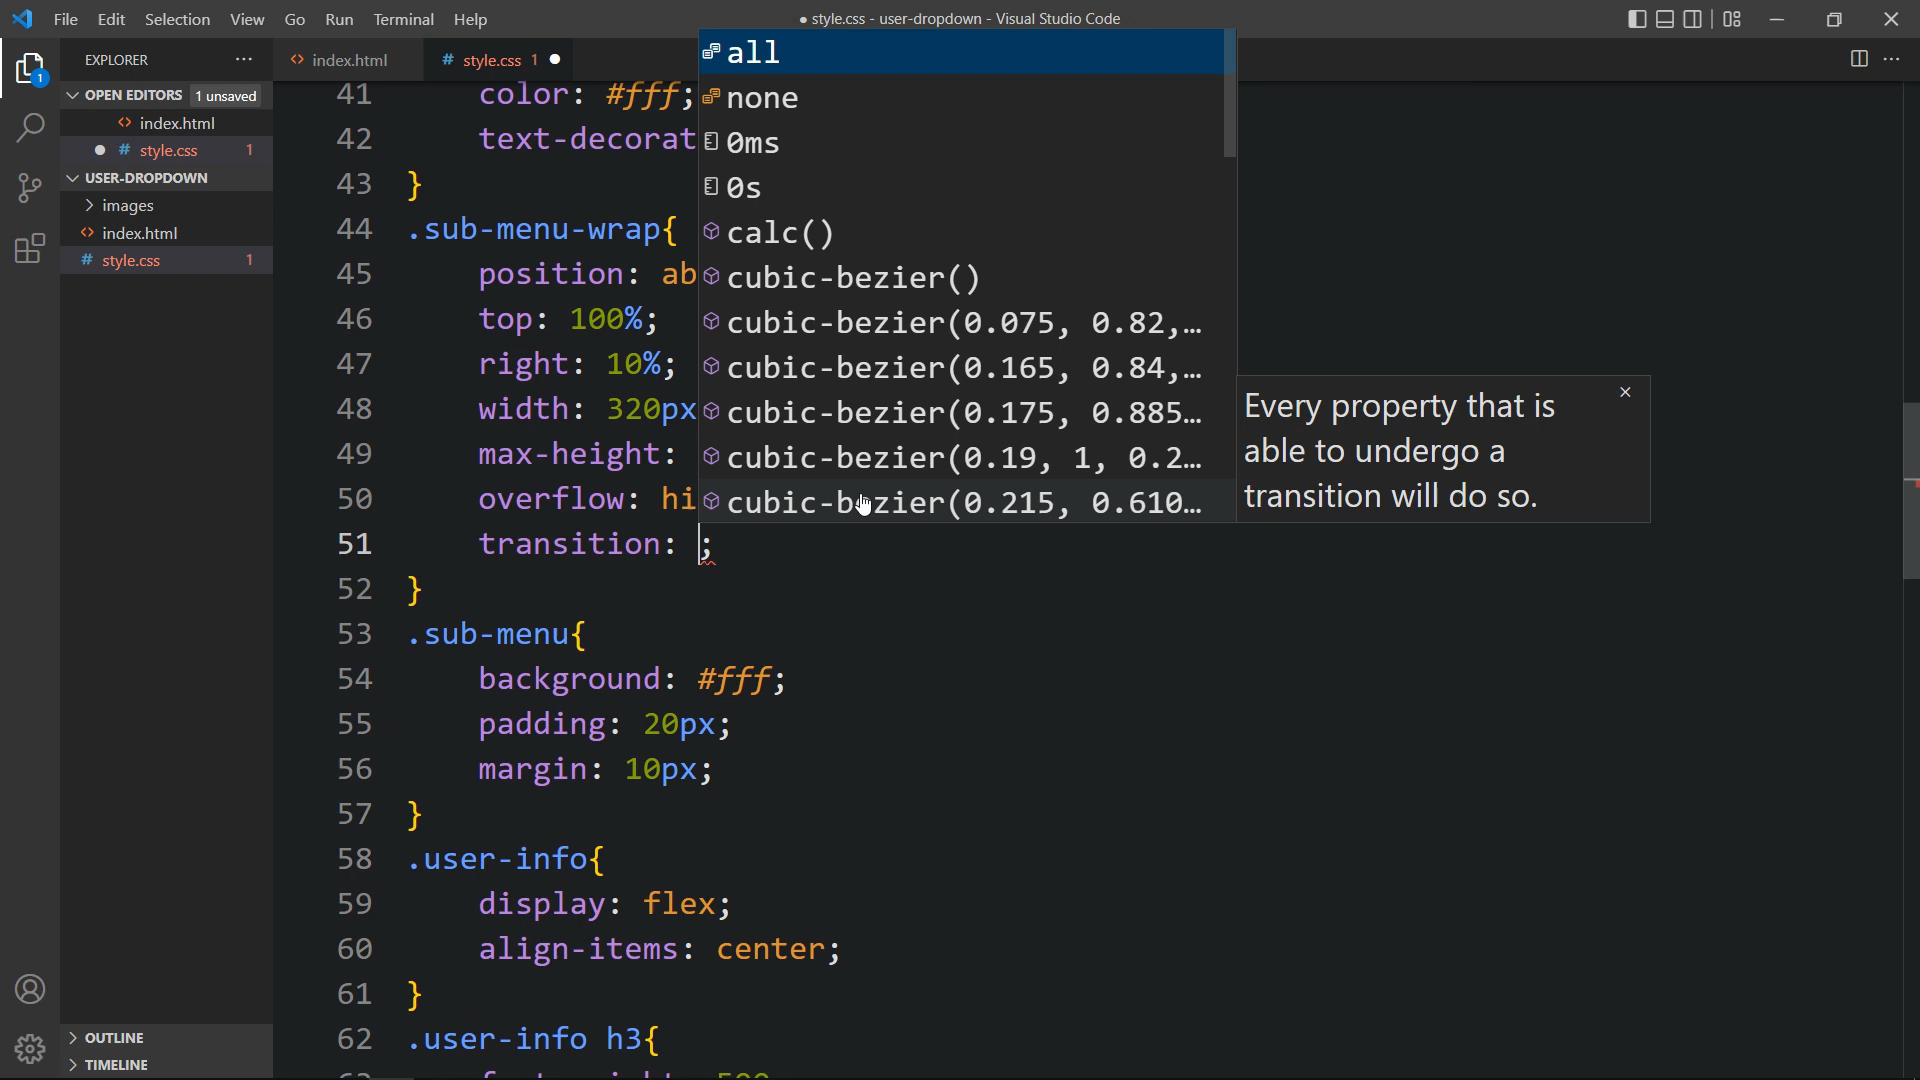 File Edit Selection View Go Run Terminal Help
● style.css - user-dropdown - Visual Studio Code
EXPLORER
index.html
# style.css 1
OPEN EDITORS 1 unsaved
index.html
# style.css 1
USER-DROPDOWN
images
index.html
# style.css 1
OUTLINE
TIMELINE
1
41 color: #fff;
42 text-decorat
43 }
44 .sub-menu-wrap{
45 position: ab
46 top: 100%;
47 right: 10%;
48 width: 320px
49 max-height:
50 overflow: hi
51 transition: ;
52 }
53 .sub-menu{
54 background: #fff;
55 padding: 20px;
56 margin: 10px;
57 }
58 .user-info{
59 display: flex;
60 align-items: center;
61 }
62 .user-info h3{
all
none
0ms
0s
calc()
cubic-bezier()
cubic-bezier(0.075, 0.82,…
cubic-bezier(0.165, 0.84,…
cubic-bezier(0.175, 0.885…
cubic-bezier(0.19, 1, 0.2…
cubic-bezier(0.215, 0.610…
Every property that is
able to undergo a
transition will do so.